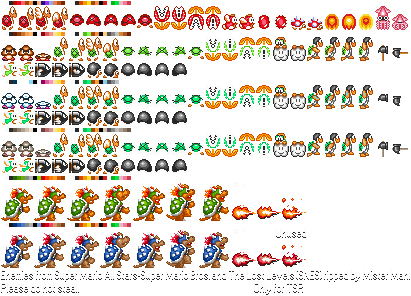 Unused
Enemies from Super Mario All Stars-Super Mario Bros. and The Lost Levels (SNES) ripped by Mister Man.
Please do not steal. Only for TSR